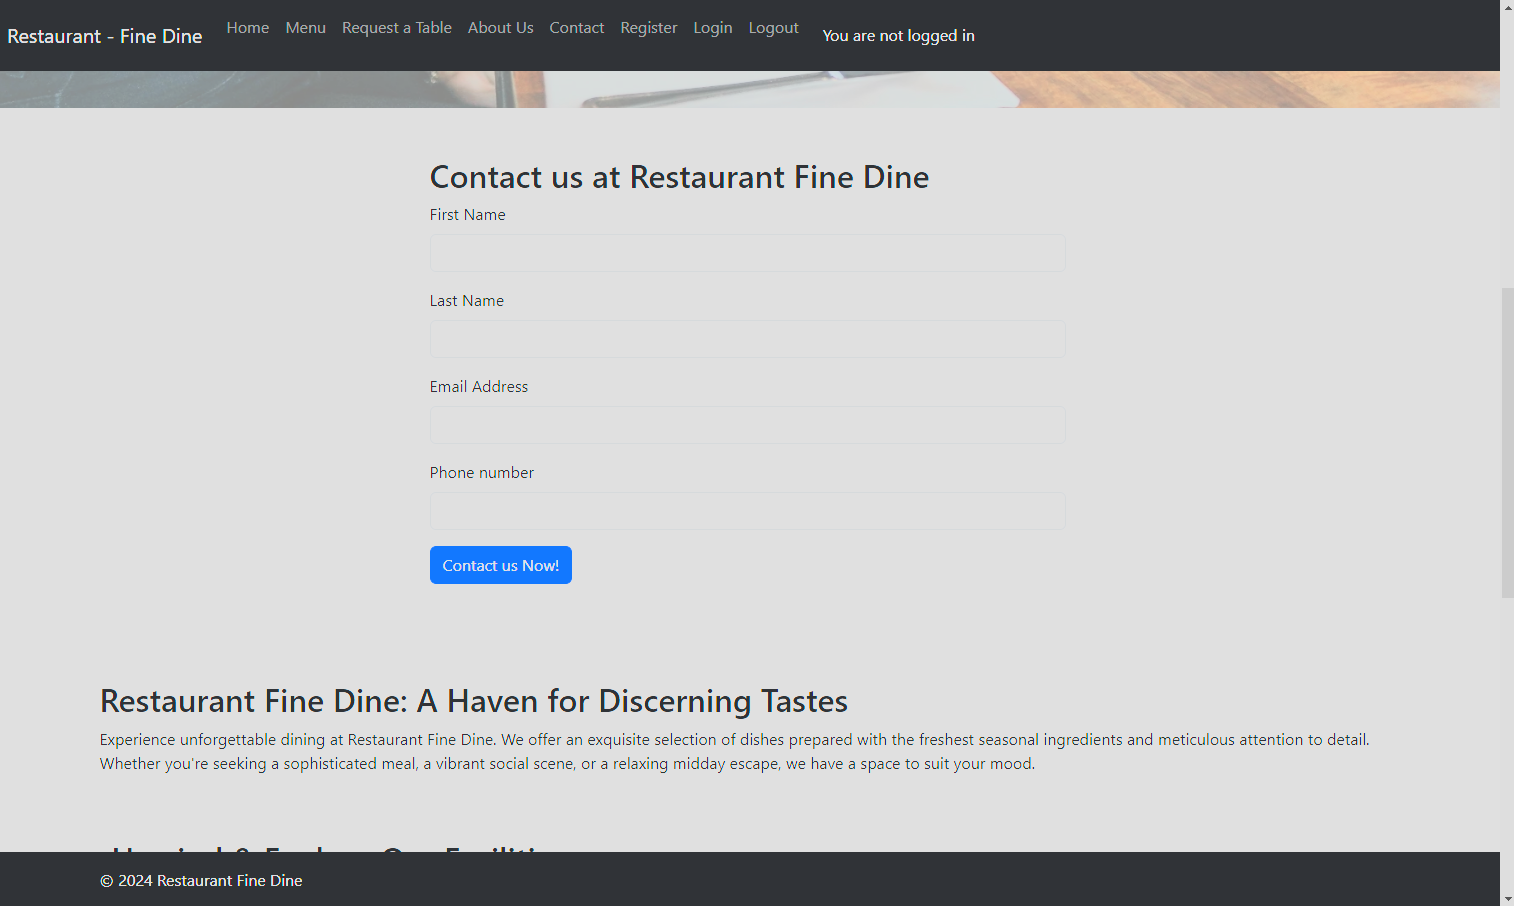 Restaurant - Fine Dine
Home Menu Request a Table About Us Contact Register Login Logout
You are not logged in
Contact us at Restaurant Fine Dine
First Name
Last Name
Email Address
Phone number
Contact us Now!
Restaurant Fine Dine: A Haven for Discerning Tastes
Experience unforgettable dining at Restaurant Fine Dine. We offer an exquisite selection of dishes prepared with the freshest seasonal ingredients and meticulous attention to detail.
Whether you're seeking a sophisticated meal, a vibrant social scene, or a relaxing midday escape, we have a space to suit your mood.
© 2024 Restaurant Fine Dine